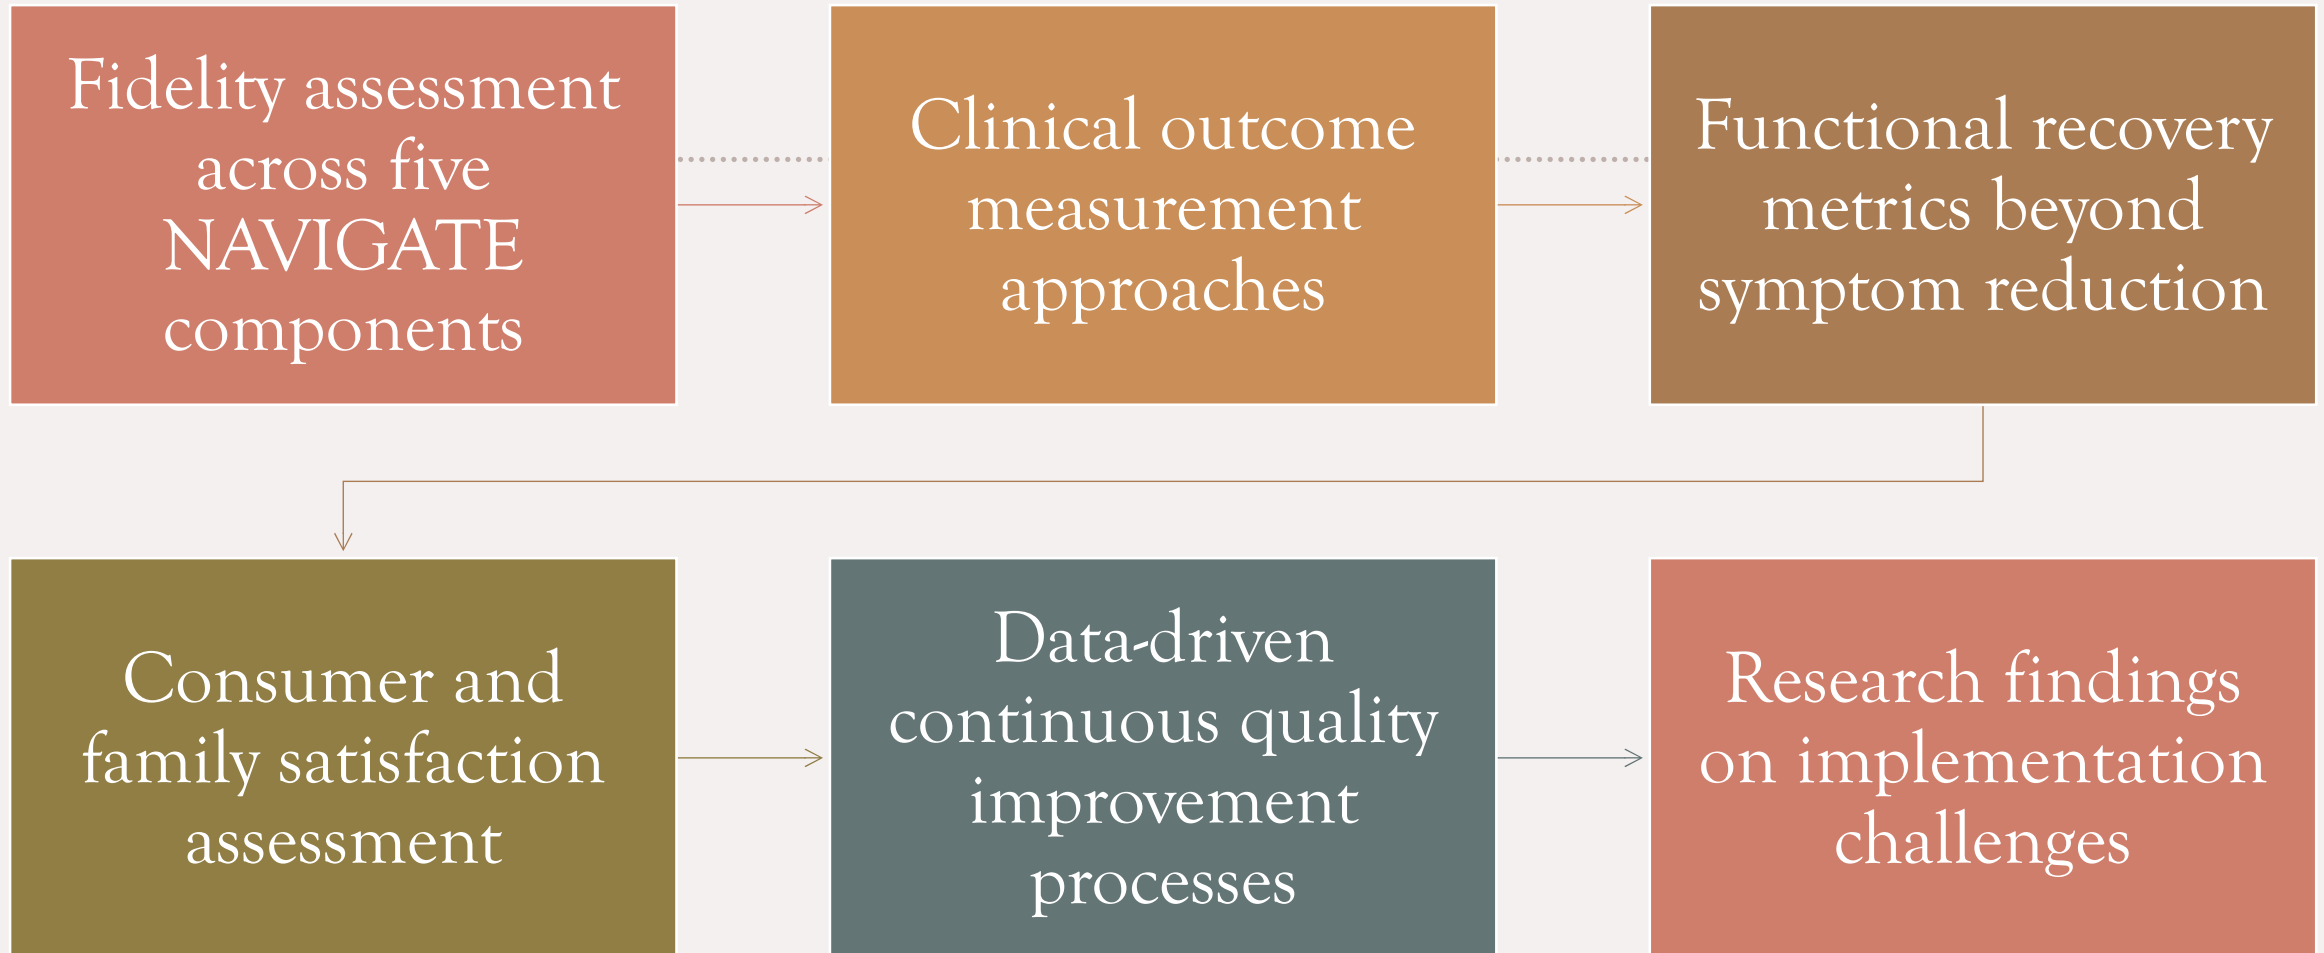 Fidelity assessment
across five
NAVIGATE
components
Clinical outcome
measurement
approaches
Functional recovery
metrics beyond
symptom reduction
Consumer and
family satisfaction
assessment
Data-driven
continuous quality
improvement
processes
Research findings
on implementation
challenges